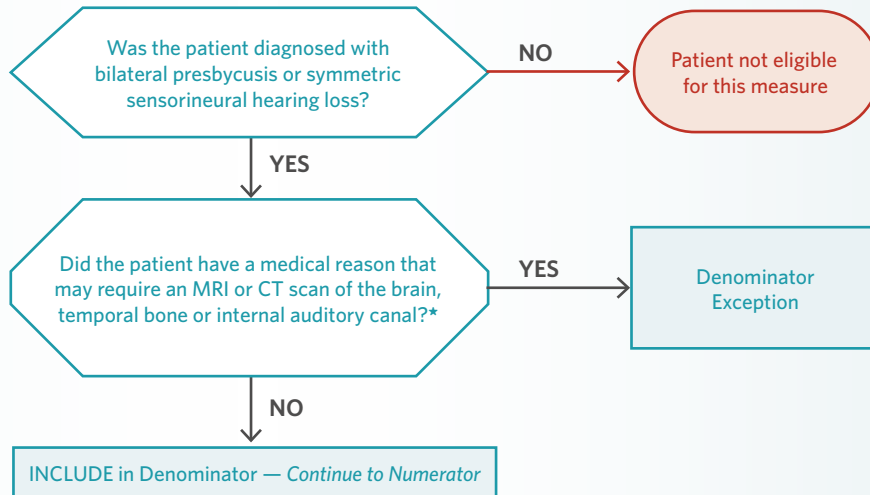 Was the patient diagnosed with
bilateral presbycusis or symmetric
sensorineural hearing loss?
NO
Patient not eligible
for this measure
YES
Did the patient have a medical reason that
may require an MRI or CT scan of the brain,
temporal bone or internal auditory canal?*
YES
Denominator
Exception
NO
INCLUDE in Denominator — Continue to Numerator